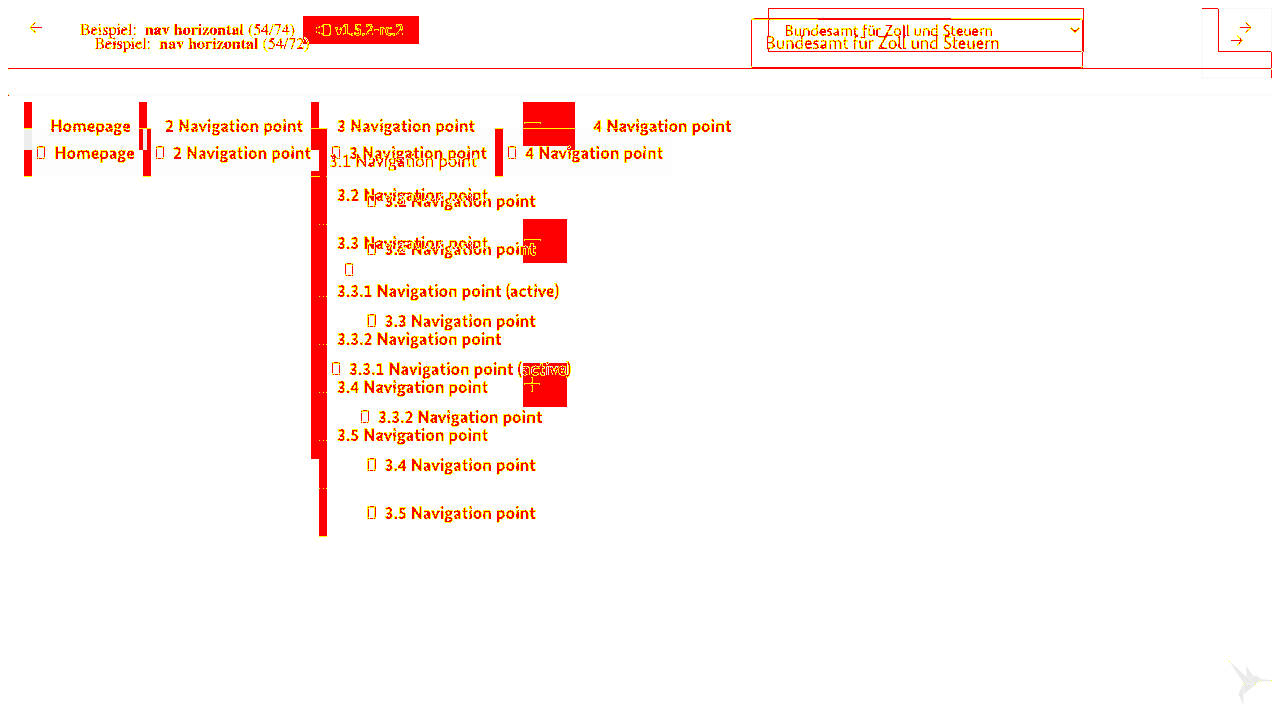 Beispiel: nav horizontal (54/74) v1.5.2-rc.2
Bundesamt für Zoll und Steuern
Beispiel: nav horizontal (54/72)
Bundesamt für Zoll und Steuern
Homepage 2 Navigation point 3 Navigation point 4 Navigation point
Homepage 2 Navigation point 3 Navigation point 4 Navigation point
3.1 Navigation point
3.2 Navigation point
3.2 Navigation point
3.3 Navigation point
3.2 Navigation point
3.3.1 Navigation point (active)
3.3 Navigation point
3.3.2 Navigation point
3.3.1 Navigation point (active)
3.4 Navigation point
3.3.2 Navigation point
3.5 Navigation point
3.4 Navigation point
3.5 Navigation point